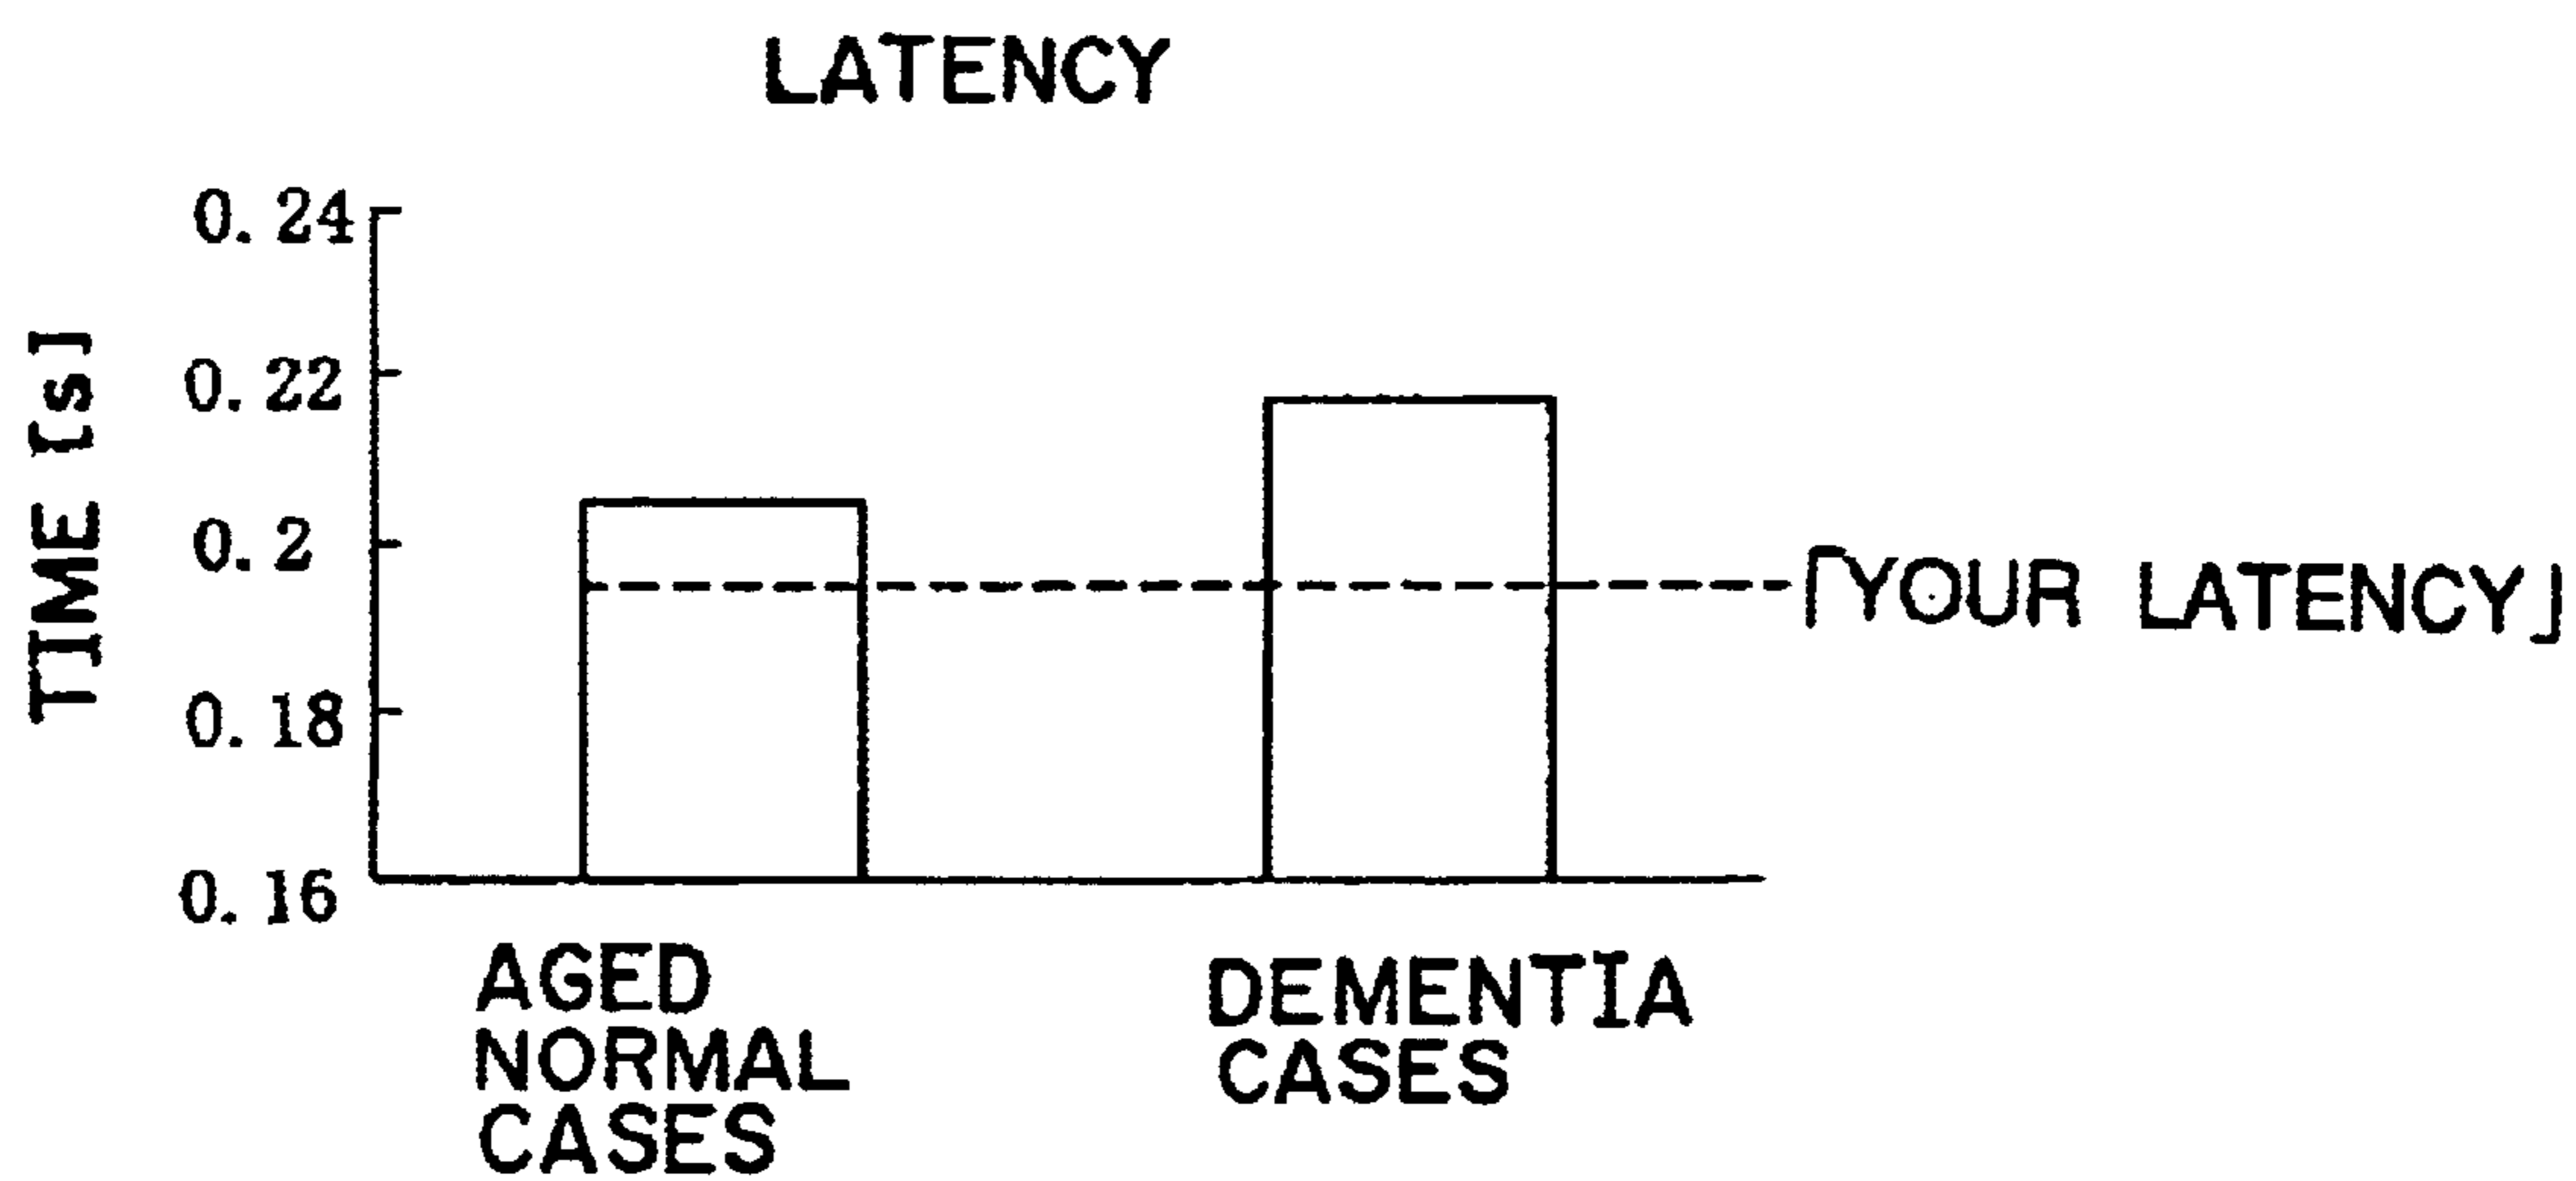 LATENCY
TIME [s]
0.24
0.22
0.2
0.18
0.16
「YOUR LATENCY」
AGED
NORMAL
CASES
DEMENTIA
CASES